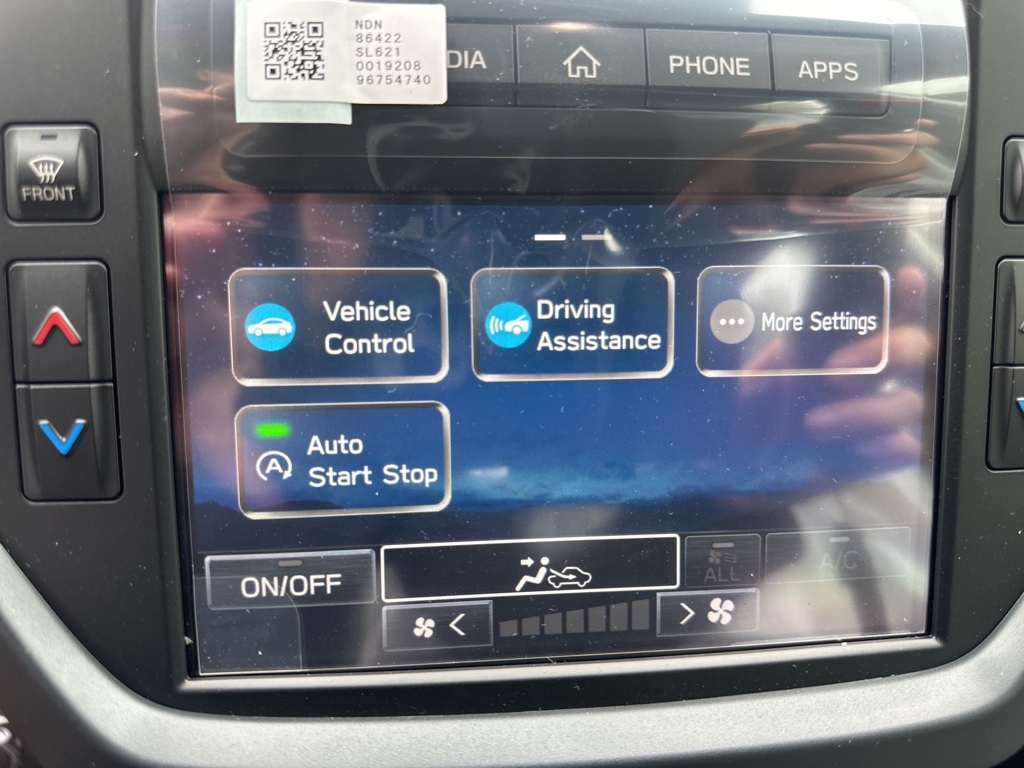 NDN
86422
SL621
0019208
96754740
DIA
PHONE
APPS
FRONT
Vehicle
Control
Driving
Assistance
More Settings
Auto
Start Stop
A
ON/OFF
ALL
A/C